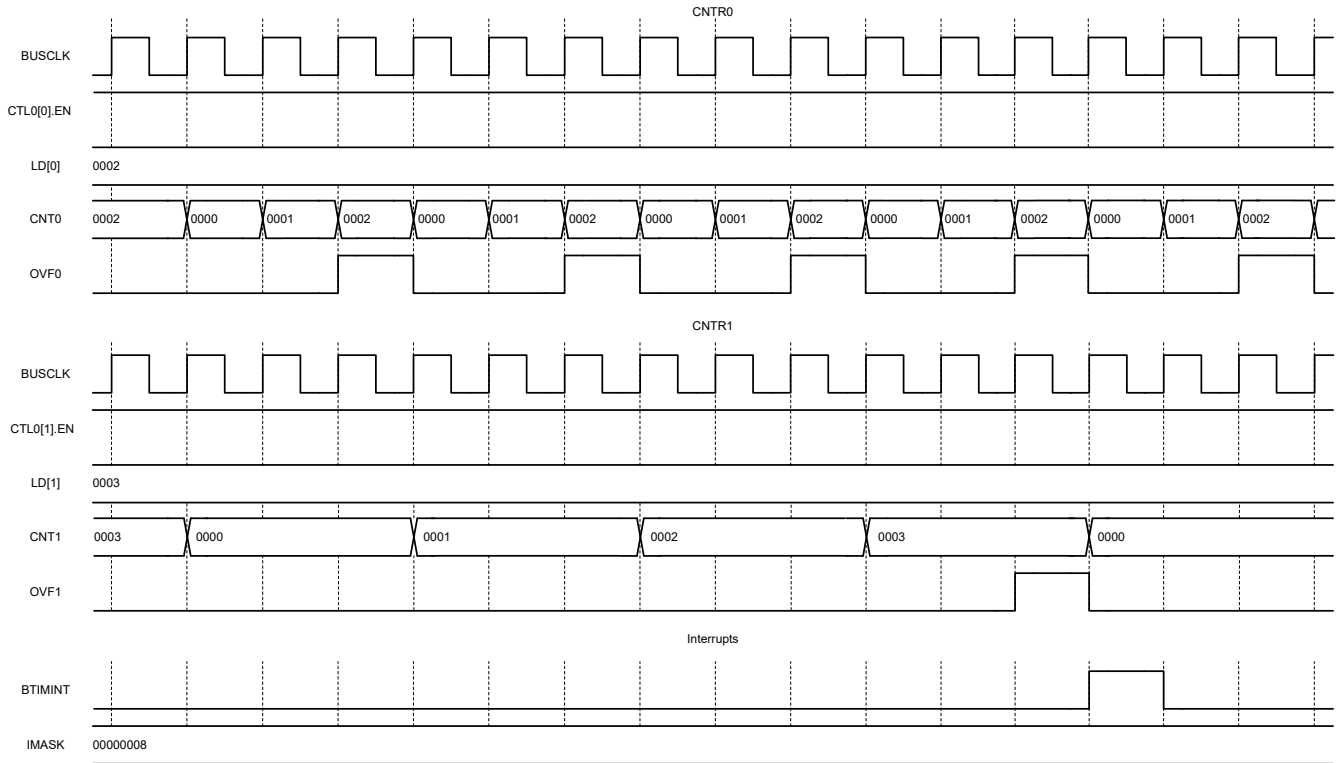 CNTR0
BUSCLK
CTL0[0].EN
LD[0] 0002
CNT0 0002 0000 0001 0002 0000 0001 0002 0000 0001 0002 0000 0001 0002 0000 0001 0002
OVF0
CNTR1
BUSCLK
CTL0[1].EN
LD[1] 0003
CNT1 0003 0000 0001 0002 0003 0000
OVF1
Interrupts
BTIMINT
IMASK 00000008